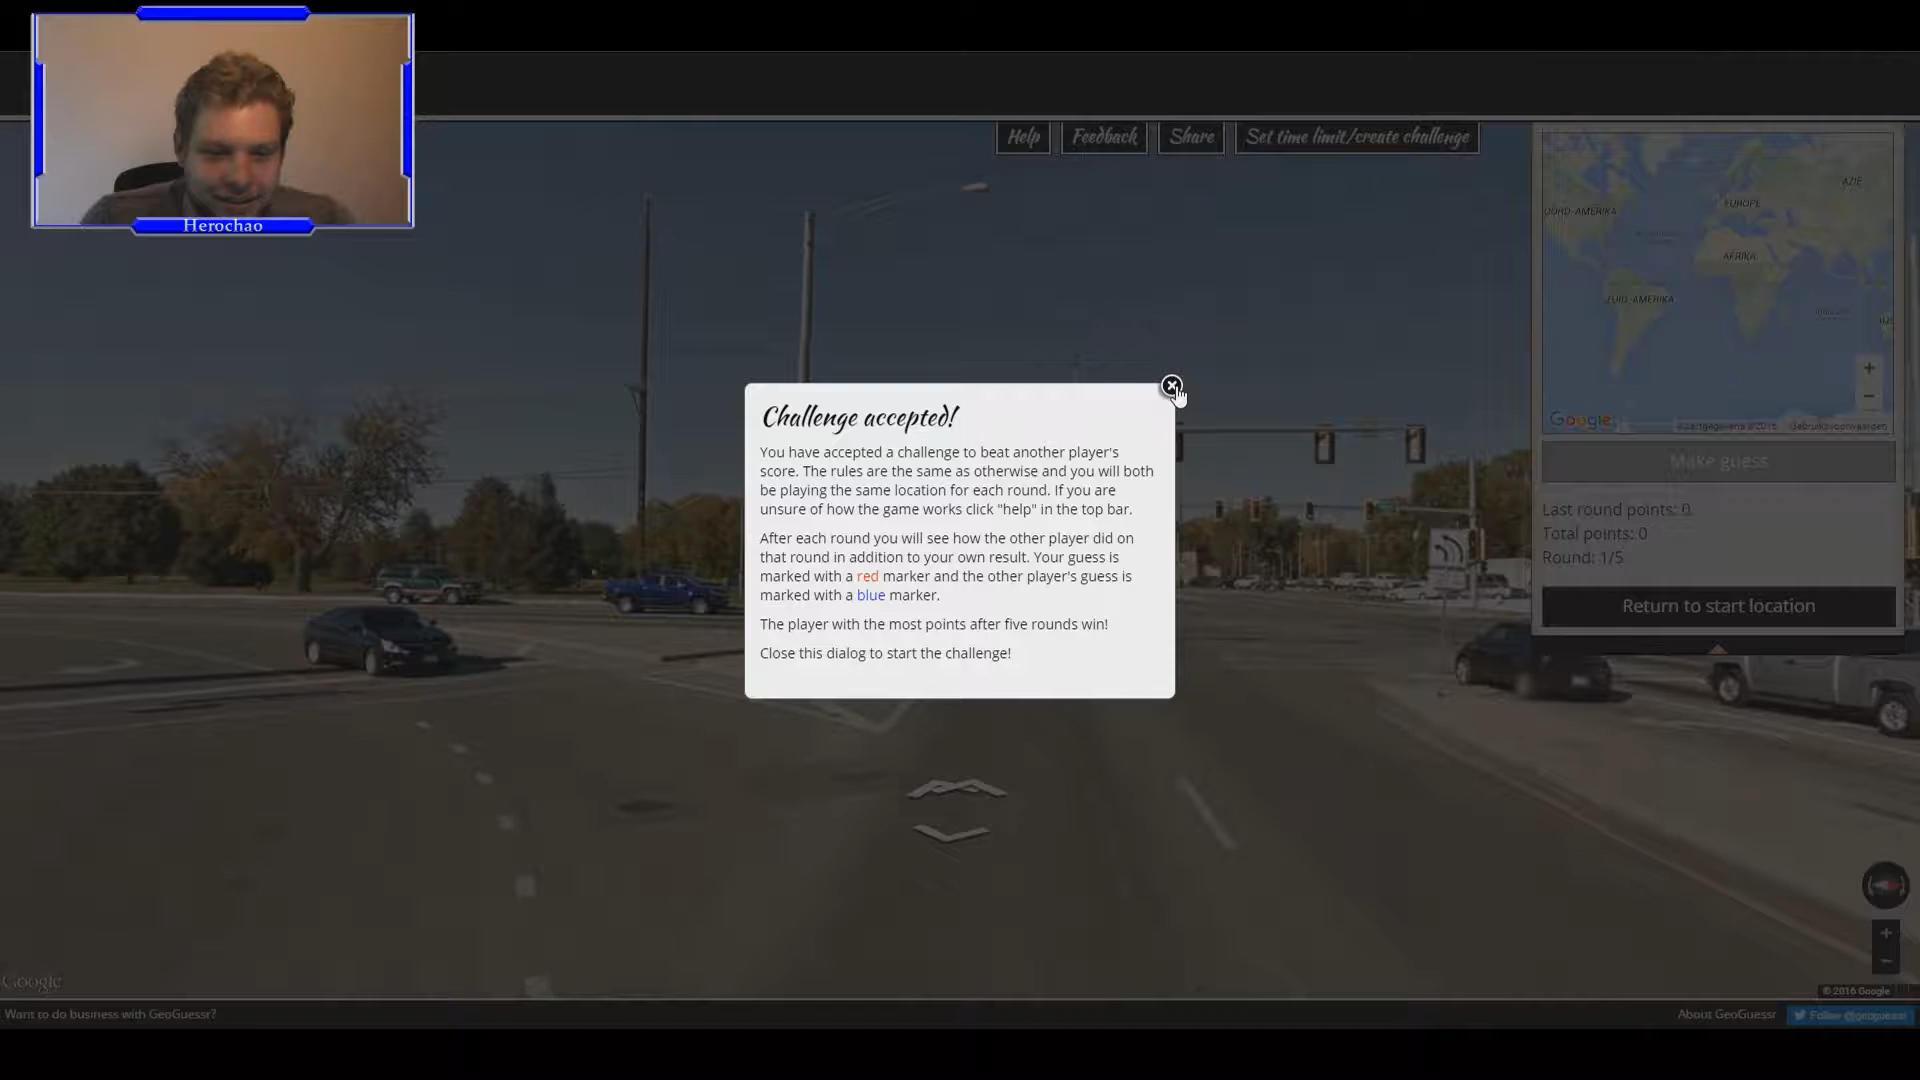 Herochao
Help
Feedback
Share
Set time limit/create challenge
AZIË
EUROPE
AFRIKA
ZUID-AMERIKA
Google
Make guess
Last round points: 0
Total points: 0
Round: 1/5
Return to start location
Challenge accepted!
You have accepted a challenge to beat another player's
score. The rules are the same as otherwise and you will both
be playing the same location for each round. If you are
unsure of how the game works click "help" in the top bar.
After each round you will see how the other player did on
that round in addition to your own result. Your guess is
marked with a red marker and the other player's guess is
marked with a blue marker.
The player with the most points after five rounds win!
Close this dialog to start the challenge!
Google
© 2016 Google
Want to do business with GeoGuessr?
About GeoGuessr
Follow @geoguessr